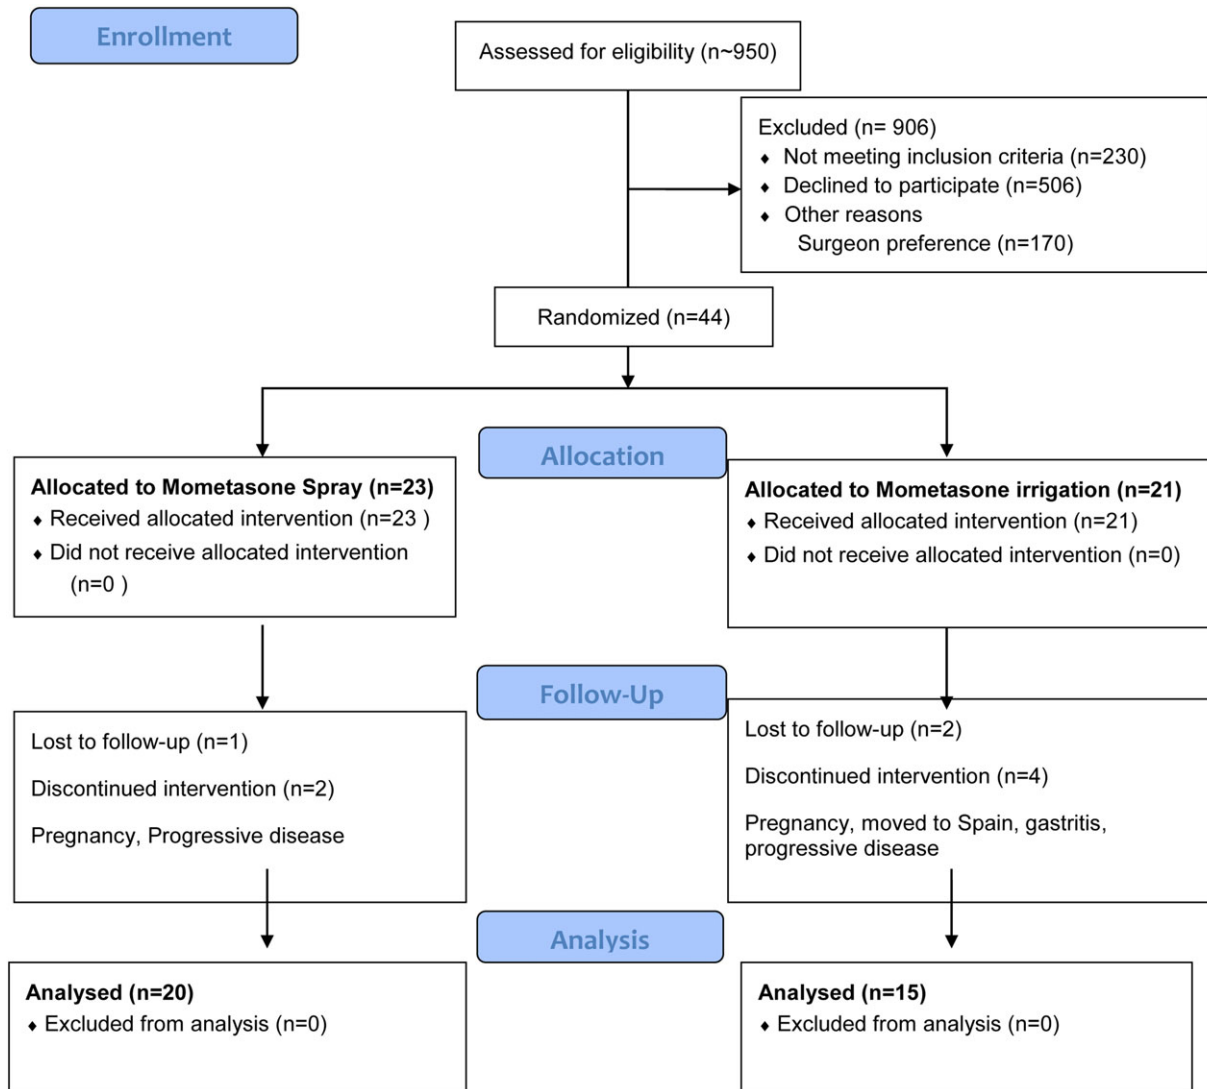 Enrollment
Assessed for eligibility (n~950)
Excluded (n= 906)
♦ Not meeting inclusion criteria (n=230)
♦ Declined to participate (n=506)
♦ Other reasons
Surgeon preference (n=170)
Randomized (n=44)
Allocation
Allocated to Mometasone Spray (n=23)
♦ Received allocated intervention (n=23 )
♦ Did not receive allocated intervention
(n=0 )
Allocated to Mometasone irrigation (n=21)
♦ Received allocated intervention (n=21)
♦ Did not receive allocated intervention (n=0)
Follow-Up
Lost to follow-up (n=1)
Discontinued intervention (n=2)
Pregnancy, Progressive disease
Lost to follow-up (n=2)
Discontinued intervention (n=4)
Pregnancy, moved to Spain, gastritis,
progressive disease
Analysis
Analysed (n=20)
♦ Excluded from analysis (n=0)
Analysed (n=15)
♦ Excluded from analysis (n=0)